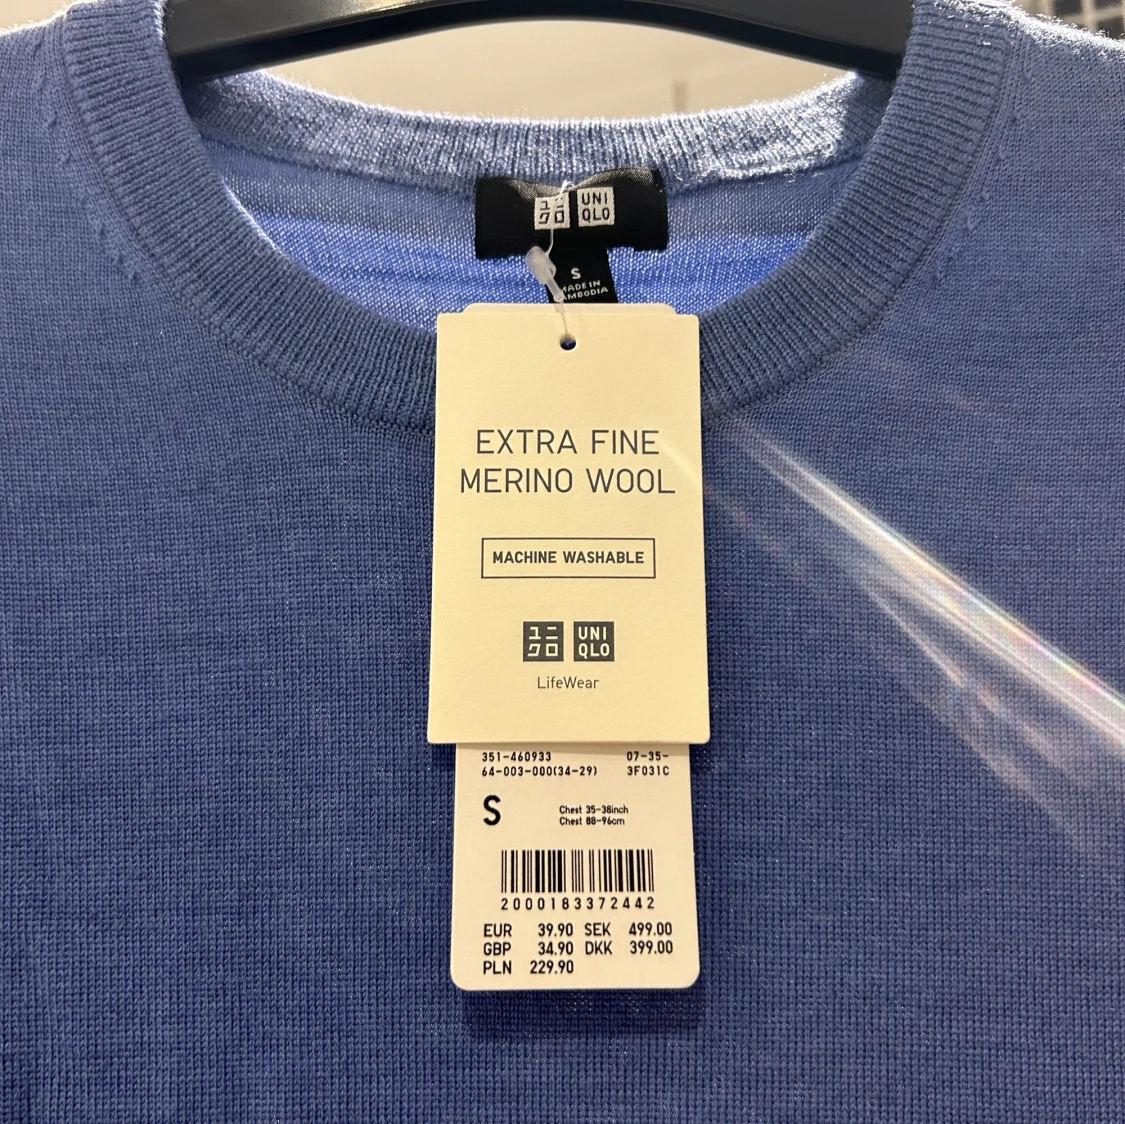 ユニ UNI
クロ QLO
S
MADE IN
CAMBODIA
EXTRA FINE
MERINO WOOL
MACHINE WASHABLE
ユニ UNI
クロ QLO
LifeWear
351-460933 07-35-
64-003-000(34-29) 3F031C
S Chest 35-38inch
Chest 88-96cm
2000183372442
EUR 39.90 SEK 499.00
GBP 34.90 DKK 399.00
PLN 229.90